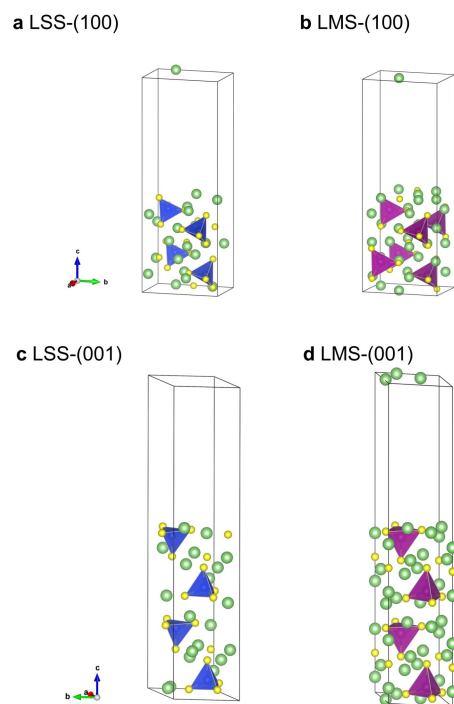 a LSS-(100)
b LMS-(100)
c
a
b
c LSS-(001)
d LMS-(001)
c
b
a